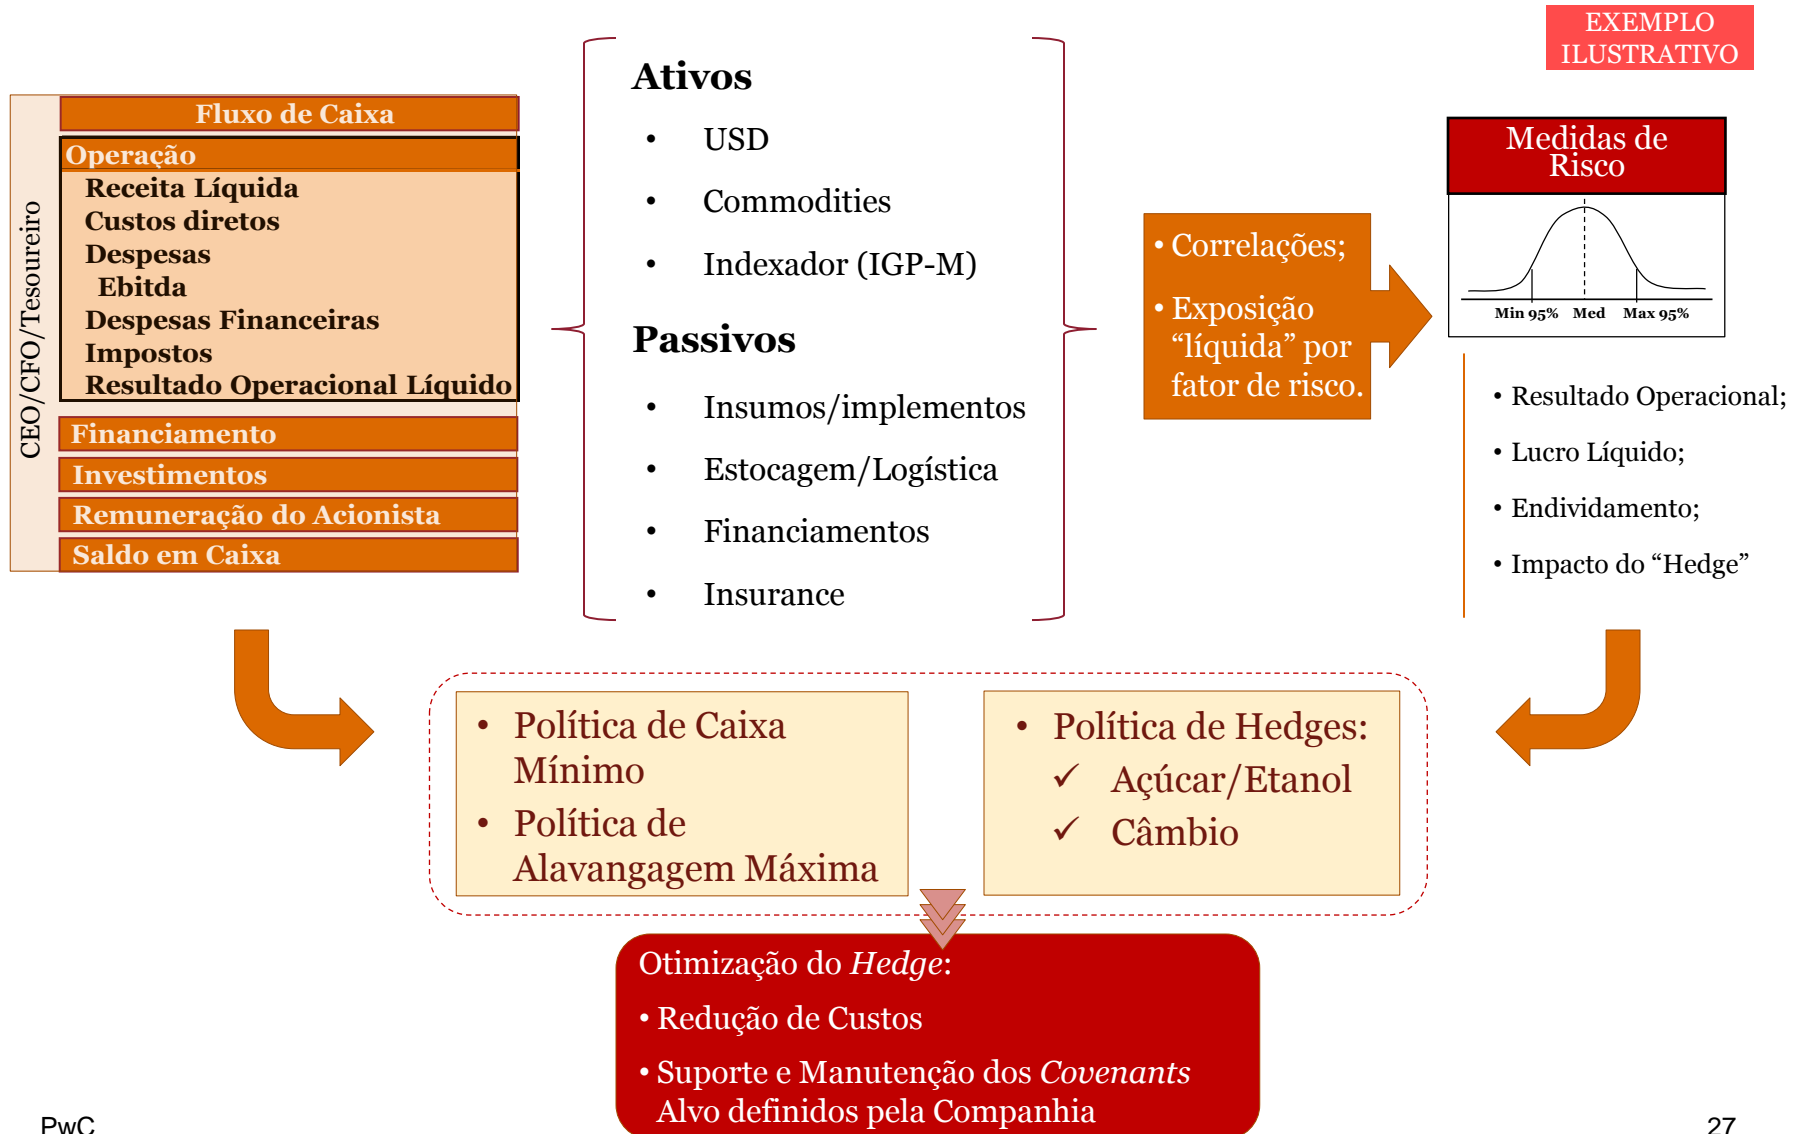 EXEMPLO
ILUSTRATIVO
CEO/CFO/Tesoureiro
Fluxo de Caixa
Operação
Receita Líquida
Custos diretos
Despesas
Ebitda
Despesas Financeiras
Impostos
Resultado Operacional Líquido
Financiamento
Investimentos
Remuneração do Acionista
Saldo em Caixa
Ativos
• USD
• Commodities
• Indexador (IGP-M)
Passivos
• Insumos/implementos
• Estocagem/Logística
• Financiamentos
• Insurance
• Correlações;
• Exposição
“líquida” por
fator de risco.
Medidas de
Risco
Min 95% Med Max 95%
• Resultado Operacional;
• Lucro Líquido;
• Endividamento;
• Impacto do “Hedge”
• Política de Caixa
Mínimo
• Política de
Alavangagem Máxima
• Política de Hedges:
✓ Açúcar/Etanol
✓ Câmbio
Otimização do Hedge:
• Redução de Custos
• Suporte e Manutenção dos Covenants
Alvo definidos pela Companhia
PwC
27